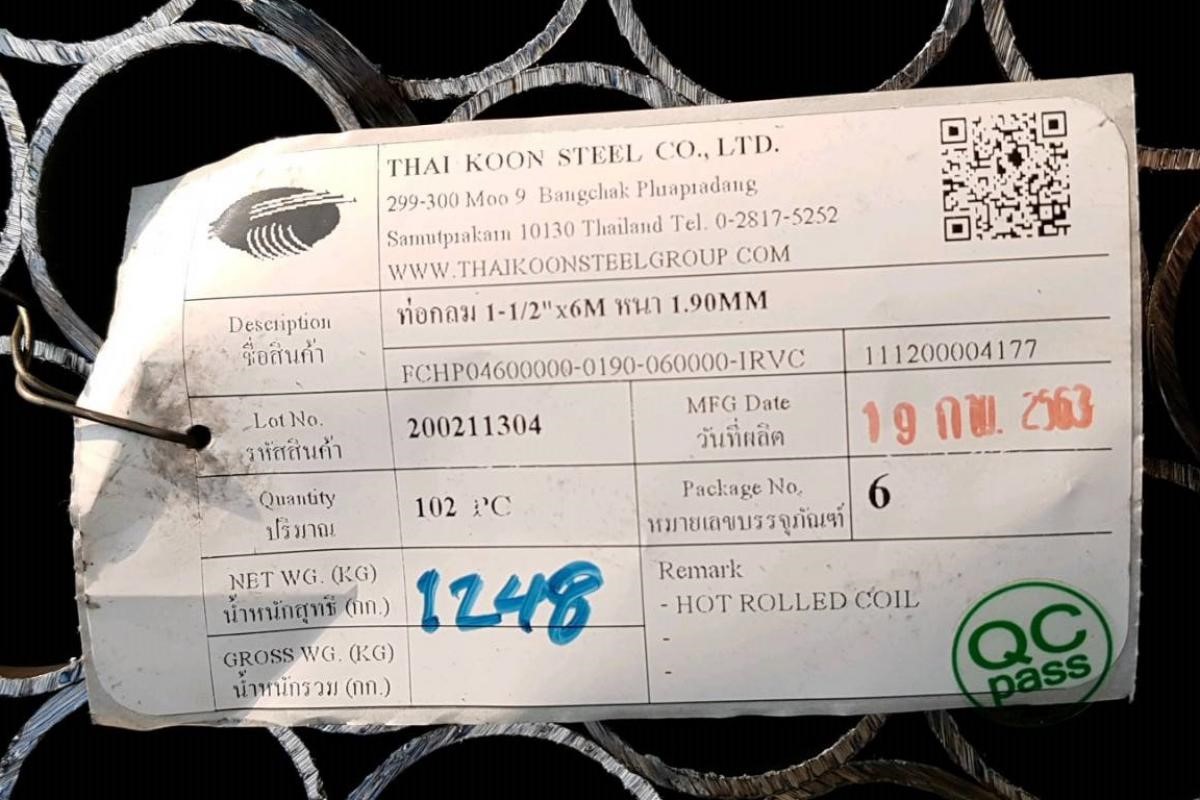 THAI KOON STEEL CO., LTD.
299-300 Moo 9 Bangchak Phapradang
Samutprakarn 10130 Thailand Tel. 0-2817-5252
WWW.THAIKOONSTEELGROUP.COM
Description
ชื่อสินค้า
ท่อกลม 1-1/2"x6M หนา 1.90MM
FCHP04600000-0190-060000-IRVC
111200004177
Lot No.
รหัสสินค้า
200211304
MFG Date
วันที่ผลิต
19 กพ. 2563
Quantity
ปริมาณ
102 PC
Package No.
หมายเลขบรรจุภัณฑ์
6
NET WG. (KG)
น้ำหนักสุทธิ (กก.)
1248
GROSS WG. (KG)
น้ำหนักรวม (กก.)
Remark
- HOT ROLLED COIL
-
-
QC
pass